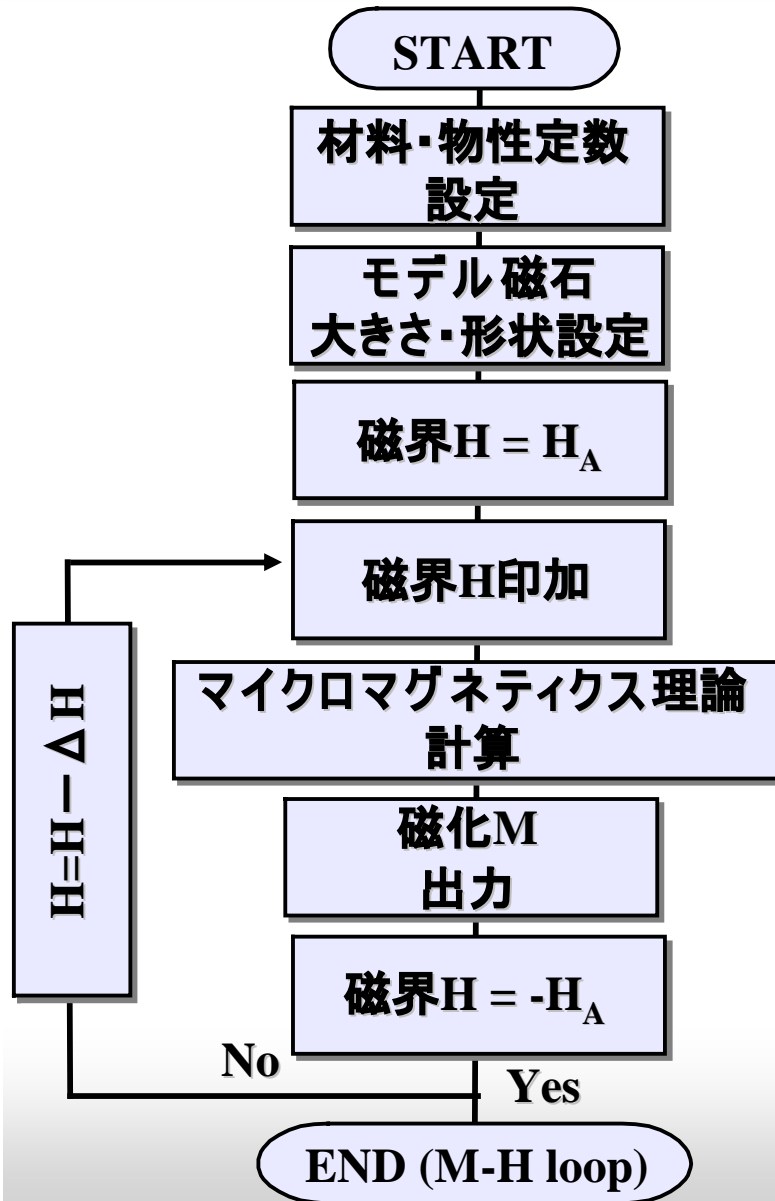 START
材料・物性定数
設定
モデル磁石
大きさ・形状設定
磁界H = H_A
磁界H印加
マイクロマグネティクス理論
計算
磁化M
出力
磁界H = -H_A
H=H－ΔH
No
Yes
END (M-H loop)